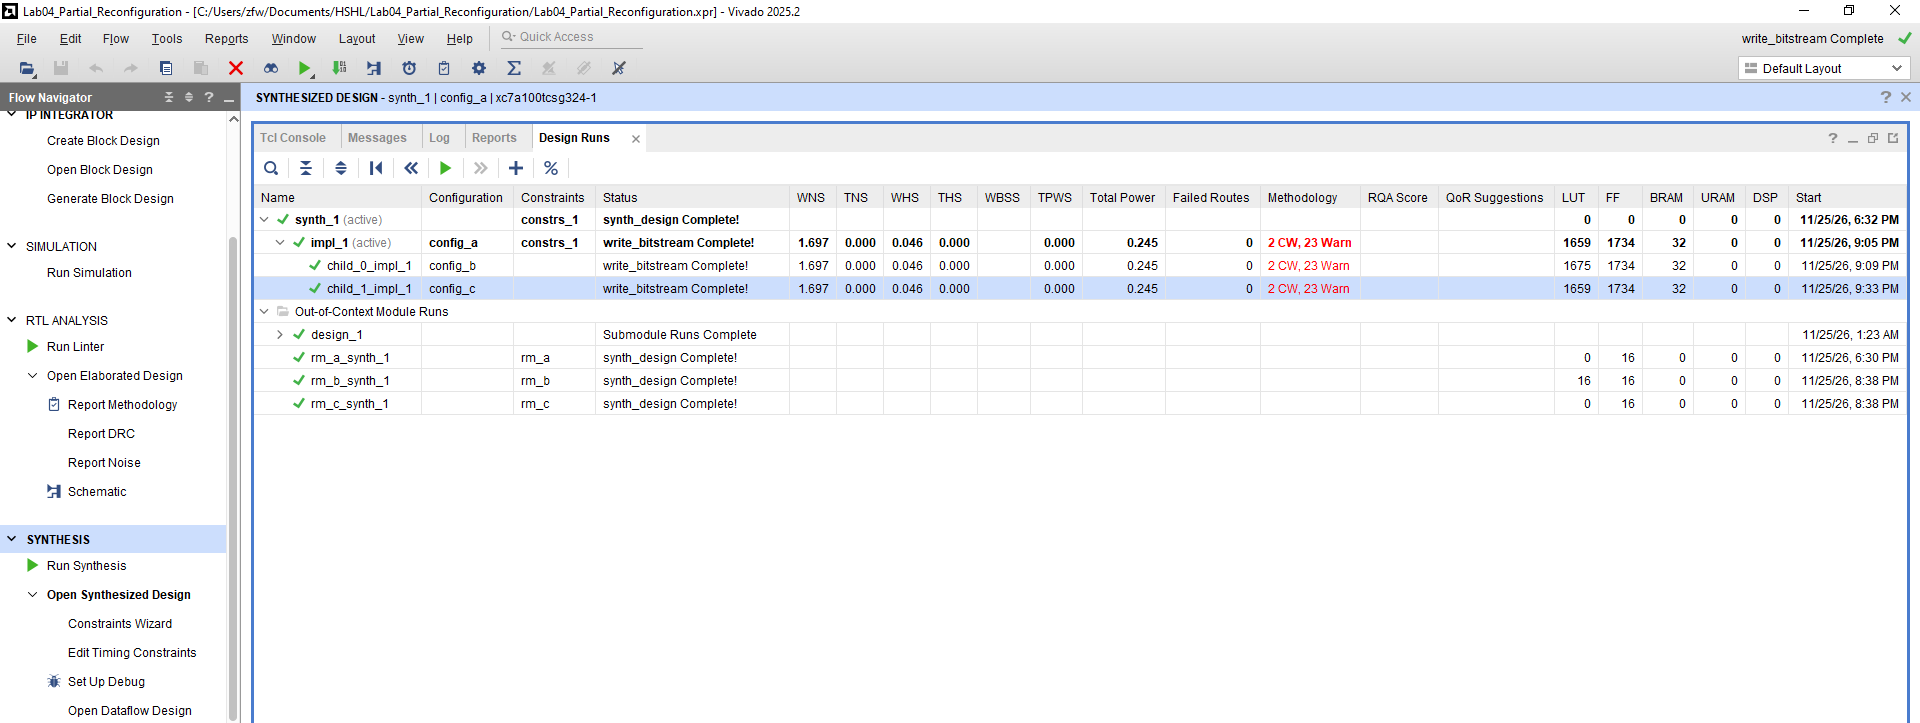 Lab04_Partial_Reconfiguration - [C:/Users/zfw/Documents/HSHL/Lab04_Partial_Reconfiguration/Lab04_Partial_Reconfiguration.xpr] - Vivado 2025.2
File Edit Flow Tools Reports Window Layout View Help Quick Access
write_bitstream Complete
Default Layout
Flow Navigator
SYNTHESIZED DESIGN - synth_1 | config_a | xc7a100tcsg324-1
IP INTEGRATOR
Create Block Design
Open Block Design
Generate Block Design
SIMULATION
Run Simulation
RTL ANALYSIS
Run Linter
Open Elaborated Design
Report Methodology
Report DRC
Report Noise
Schematic
SYNTHESIS
Run Synthesis
Open Synthesized Design
Constraints Wizard
Edit Timing Constraints
Set Up Debug
Open Dataflow Design
Tcl Console Messages Log Reports Design Runs
Name Configuration Constraints Status WNS TNS WHS THS WBSS TPWS Total Power Failed Routes Methodology RQA Score QoR Suggestions LUT FF BRAM URAM DSP Start
synth_1 (active) constrs_1 synth_design Complete! 0 0 0 0 0 11/25/26, 6:32 PM
impl_1 (active) config_a constrs_1 write_bitstream Complete! 1.697 0.000 0.046 0.000 0.000 0.245 0 2 CW, 23 Warn 1659 1734 32 0 0 11/25/26, 9:05 PM
child_0_impl_1 config_b write_bitstream Complete! 1.697 0.000 0.046 0.000 0.000 0.245 0 2 CW, 23 Warn 1675 1734 32 0 0 11/25/26, 9:09 PM
child_1_impl_1 config_c write_bitstream Complete! 1.697 0.000 0.046 0.000 0.000 0.245 0 2 CW, 23 Warn 1659 1734 32 0 0 11/25/26, 9:33 PM
Out-of-Context Module Runs
design_1 Submodule Runs Complete 11/25/26, 1:23 AM
rm_a_synth_1 rm_a synth_design Complete! 0 16 0 0 0 11/25/26, 6:30 PM
rm_b_synth_1 rm_b synth_design Complete! 16 16 0 0 0 11/25/26, 8:38 PM
rm_c_synth_1 rm_c synth_design Complete! 0 16 0 0 0 11/25/26, 8:38 PM